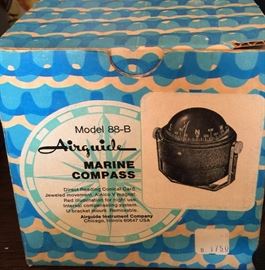 Model 88-B
Airguide
MARINE
COMPASS
Direct Reading Conical Card.
Jeweled movement. Alnico V magnet.
Red illumination for night use.
Internal compensating system.
U bracket mount. Removable.
Airguide Instrument Company
Chicago, Illinois 60647 USA